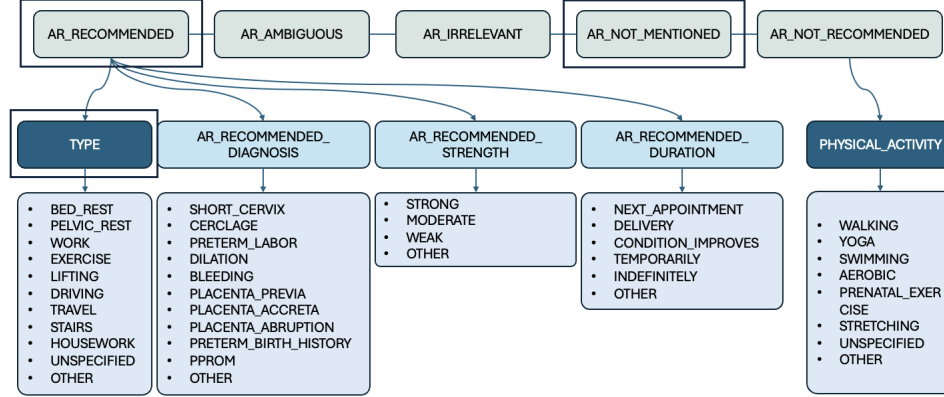 AR_RECOMMENDED
AR_AMBIGUOUS
AR_IRRELEVANT
AR_NOT_MENTIONED
AR_NOT_RECOMMENDED
TYPE
AR_RECOMMENDED_
DIAGNOSIS
AR_RECOMMENDED_
STRENGTH
AR_RECOMMENDED_
DURATION
PHYSICAL_ACTIVITY
• BED_REST
• PELVIC_REST
• WORK
• EXERCISE
• LIFTING
• DRIVING
• TRAVEL
• STAIRS
• HOUSEWORK
• UNSPECIFIED
• OTHER
• SHORT_CERVIX
• CERCLAGE
• PRETERM_LABOR
• DILATION
• BLEEDING
• PLACENTA_PREVIA
• PLACENTA_ACCRETA
• PLACENTA_ABRUPTION
• PRETERM_BIRTH_HISTORY
• PPROM
• OTHER
• STRONG
• MODERATE
• WEAK
• OTHER
• NEXT_APPOINTMENT
• DELIVERY
• CONDITION_IMPROVES
• TEMPORARILY
• INDEFINITELY
• OTHER
• WALKING
• YOGA
• SWIMMING
• AEROBIC
• PRENATAL_EXER
CISE
• STRETCHING
• UNSPECIFIED
• OTHER